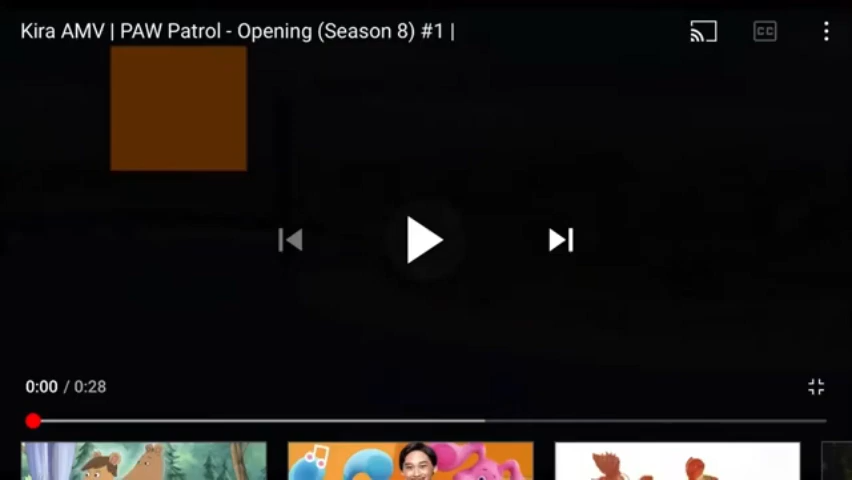 Kira AMV | PAW Patrol - Opening (Season 8) #1 |
CC
0:00 / 0:28